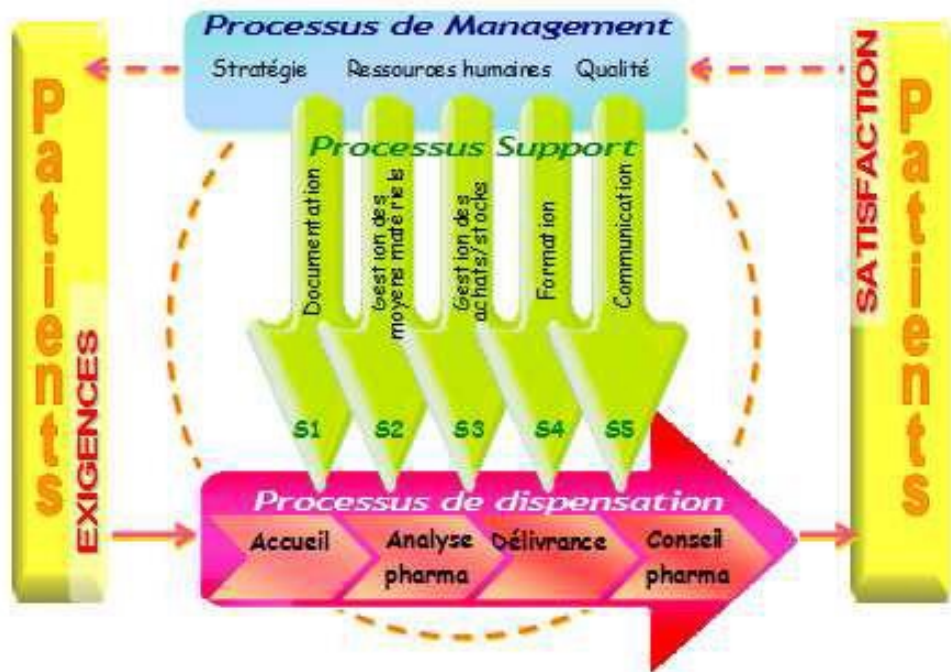 Processus de Management
Stratégie Ressources humaines Qualité
Patients
EXIGENCES
Processus Support
Documentation
Gestion des
moyens materiels
Gestion des
achats/stocks
Formation
Communication
S1 S2 S3 S4 S5
Processus de dispensation
Accueil
Analyse
pharma
Délivrance
Conseil
pharma
SATISFACTION
Patients